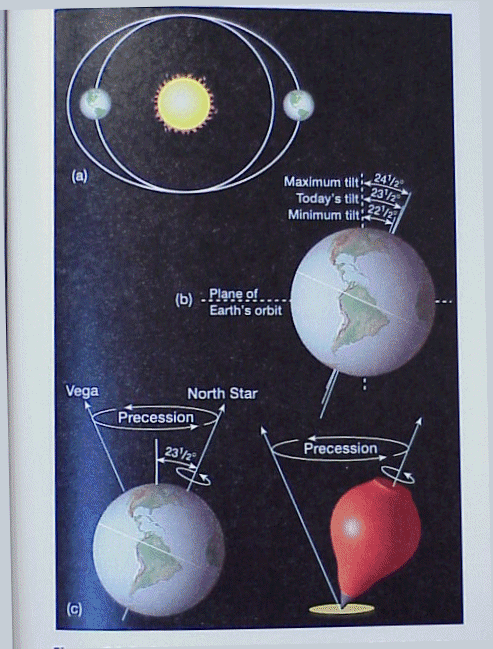 (a)
Maximum tilt 24½°
Today's tilt 23½°
Minimum tilt 22½°
(b) Plane of
Earth's orbit
Vega North Star
Precession
23½°
Precession
(c)